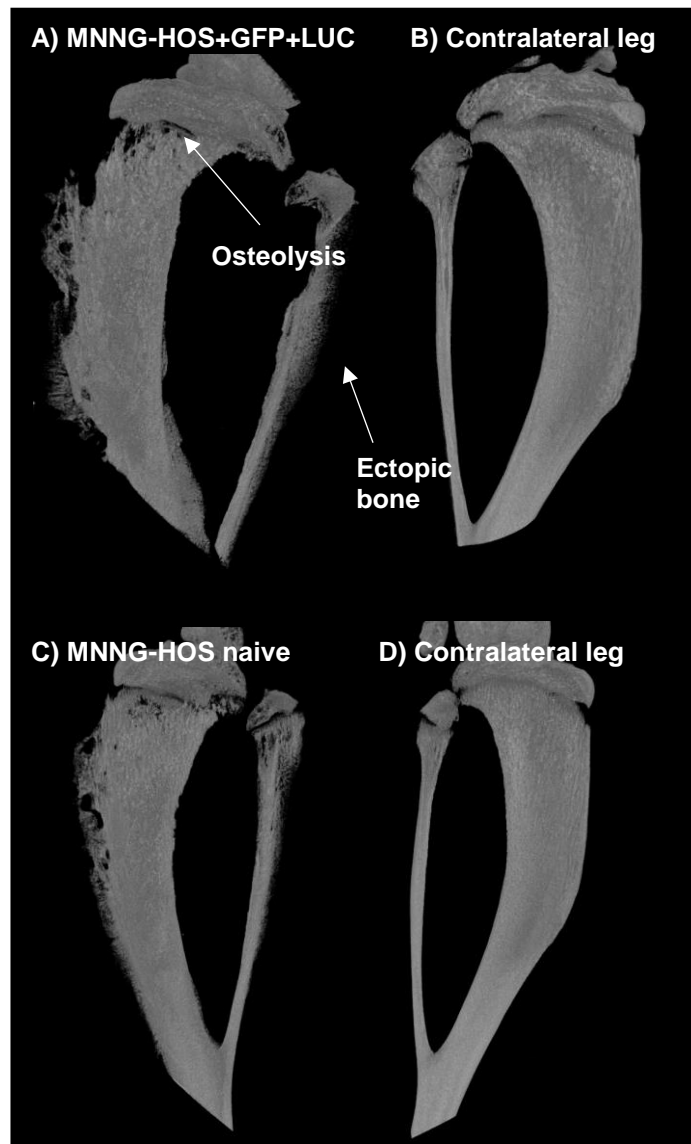 A) MNNG-HOS+GFP+LUC
B) Contralateral leg
Osteolysis
Ectopic
bone
C) MNNG-HOS naive
D) Contralateral leg